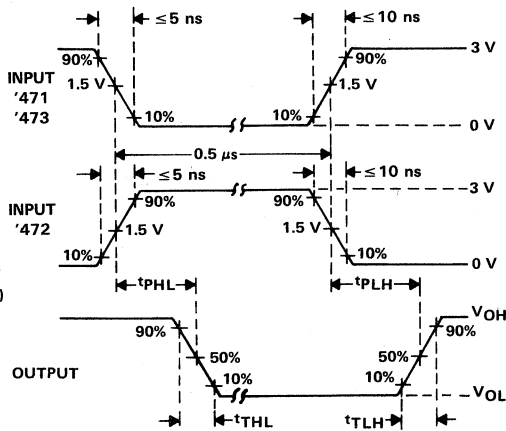 ≤5 ns
≤10 ns
90%
90%
3 V
INPUT
'471
'473
1.5 V
1.5 V
10%
10%
0 V
0.5 μs
≤5 ns
≤10 ns
90%
90%
3 V
INPUT
'472
1.5 V
1.5 V
10%
10%
0 V
)
tPHL
tPLH
VOH
90%
90%
50%
50%
OUTPUT
10%
10%
VOL
tTHL
tTLH